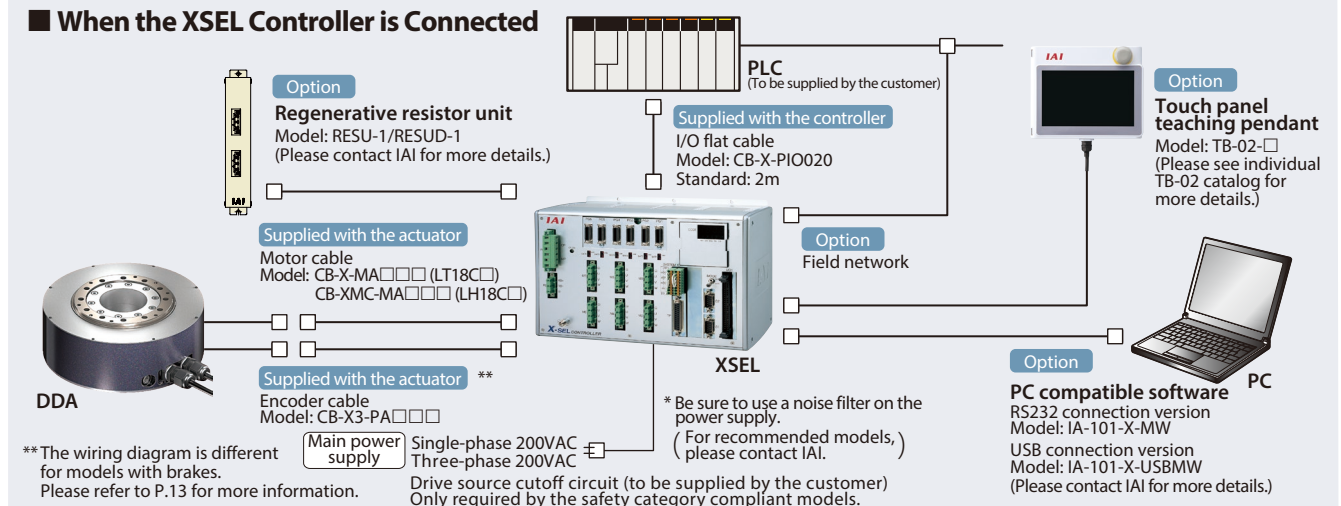 ■ When the XSEL Controller is Connected
Option
Regenerative resistor unit
Model: RESU-1/RESUD-1
(Please contact IAI for more details.)
IAI
PLC
(To be supplied by the customer)
Supplied with the controller
I/O flat cable
Model: CB-X-PIO020
Standard: 2m
IAI
Option
Touch panel
teaching pendant
Model: TB-02-□
(Please see individual
TB-02 catalog for
more details.)
Supplied with the actuator
Motor cable
Model: CB-X-MA□□□ (LT18C□)
CB-XMC-MA□□□ (LH18C□)
IAI
X-SEL CONTROLLER
XSEL
Option
Field network
DDA
Supplied with the actuator **
Encoder cable
Model: CB-X3-PA□□□
** The wiring diagram is different
for models with brakes.
Please refer to P.13 for more information.
Main power
supply
Single-phase 200VAC
Three-phase 200VAC
* Be sure to use a noise filter on the
power supply.
(For recommended models,
please contact IAI.)
Drive source cutoff circuit (to be supplied by the customer)
Only required by the safety category compliant models.
PC
Option
PC compatible software
RS232 connection version
Model: IA-101-X-MW
USB connection version
Model: IA-101-X-USBMW
(Please contact IAI for more details.)